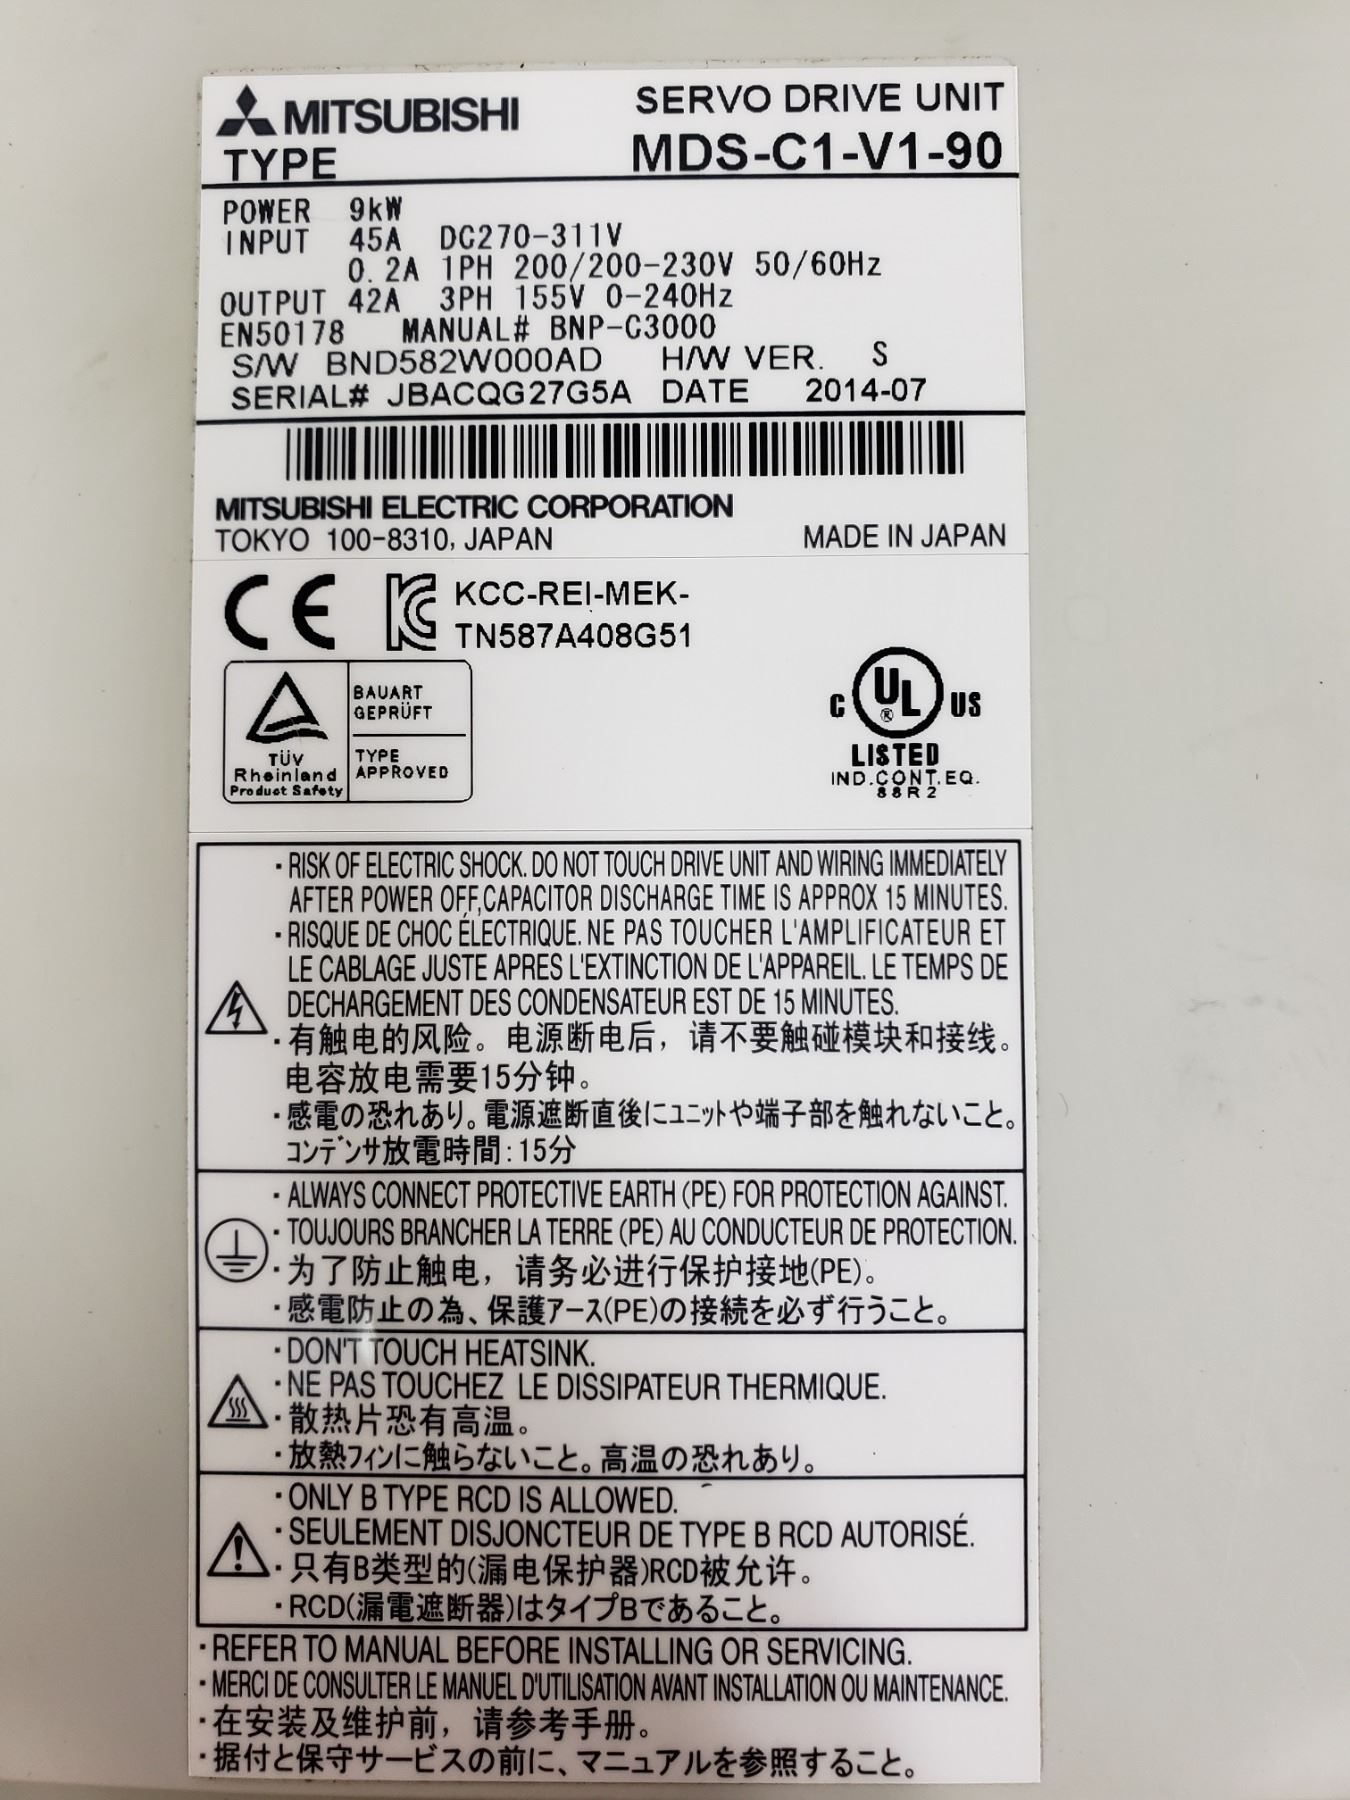 MITSUBISHI SERVO DRIVE UNIT
TYPE MDS-C1-V1-90
POWER 9kW
INPUT 45A DC270-311V
0.2A 1PH 200/200-230V 50/60Hz
OUTPUT 42A 3PH 155V 0-240Hz
EN50178 MANUAL# BNP-C3000
S/W BND582W000AD H/W VER. S
SERIAL# JBACQG27G5A DATE 2014-07
MITSUBISHI ELECTRIC CORPORATION
TOKYO 100-8310, JAPAN MADE IN JAPAN
CE KC KCC-REI-MEK-
TN587A408G51
BAUART
GEPRÜFT
TÜV
Rheinland
Product Safety
TYPE
APPROVED
C UL® US
LISTED
IND.CONT.EQ.
88R2
・RISK OF ELECTRIC SHOCK. DO NOT TOUCH DRIVE UNIT AND WIRING IMMEDIATELY
AFTER POWER OFF,CAPACITOR DISCHARGE TIME IS APPROX 15 MINUTES.
・RISQUE DE CHOC ÉLECTRIQUE. NE PAS TOUCHER L'AMPLIFICATEUR ET
LE CABLAGE JUSTE APRES L'EXTINCTION DE L'APPAREIL. LE TEMPS DE
DECHARGEMENT DES CONDENSATEUR EST DE 15 MINUTES.
・有触电的风险。电源断电后，请不要触碰模块和接线。
电容放电需要15分钟。
・感電の恐れあり。電源遮断直後にユニットや端子部を触れないこと。
コンデンサ放電時間:15分
・ALWAYS CONNECT PROTECTIVE EARTH (PE) FOR PROTECTION AGAINST.
・TOUJOURS BRANCHER LA TERRE (PE) AU CONDUCTEUR DE PROTECTION.
・为了防止触电，请务必进行保护接地(PE)。
・感電防止の為、保護アース(PE)の接続を必ず行うこと。
・DON'T TOUCH HEATSINK.
・NE PAS TOUCHEZ LE DISSIPATEUR THERMIQUE.
・散热片恐有高温。
・放熱フィンに触らないこと。高温の恐れあり。
・ONLY B TYPE RCD IS ALLOWED.
・SEULEMENT DISJONCTEUR DE TYPE B RCD AUTORISÉ.
・只有B类型的(漏电保护器)RCD被允许。
・RCD(漏電遮断器)はタイプBであること。
・REFER TO MANUAL BEFORE INSTALLING OR SERVICING.
・MERCI DE CONSULTER LE MANUEL D'UTILISATION AVANT INSTALLATION OU MAINTENANCE.
・在安装及维护前，请参考手册。
・据付と保守サービスの前に、マニュアルを参照すること。